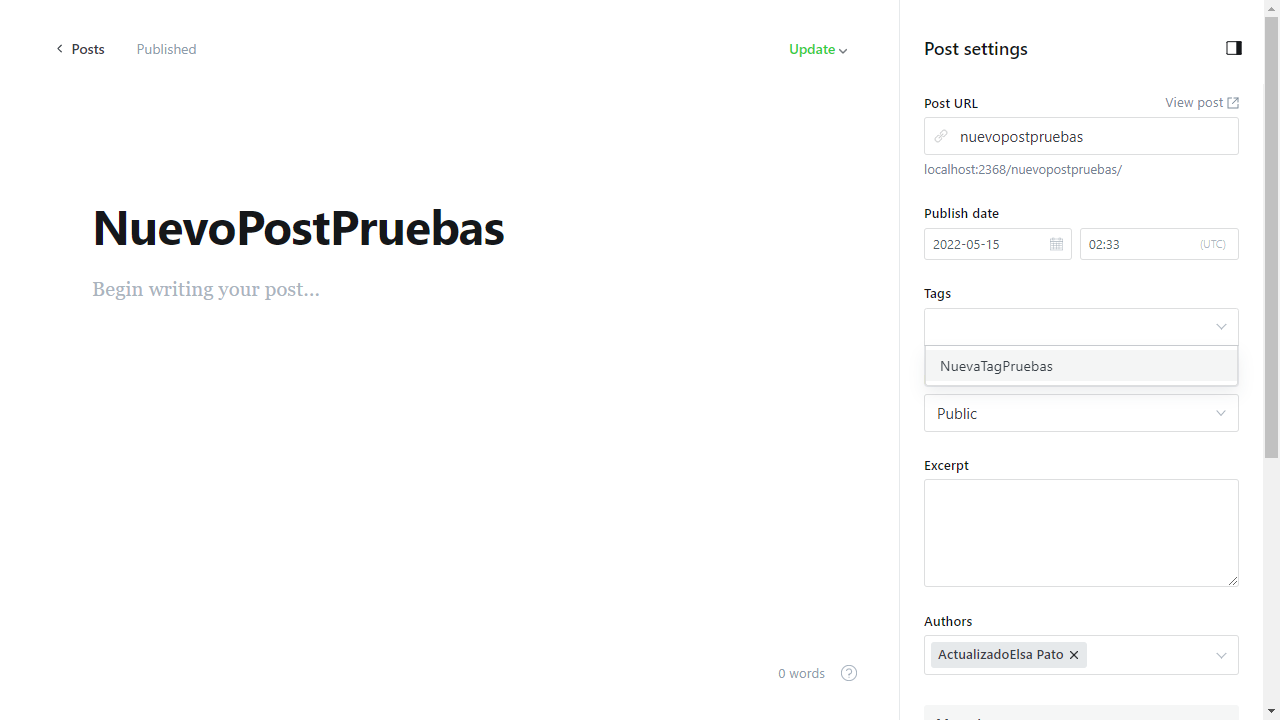 Posts
Published
Update
Post settings
Post URL
View post
nuevopostpruebas
localhost:2368/nuevopostpruebas/
Publish date
2022-05-15
02:33
(UTC)
NuevoPostPruebas
Begin writing your post...
Tags
NuevaTagPruebas
Public
Excerpt
Authors
ActualizadoElsa Pato
0 words